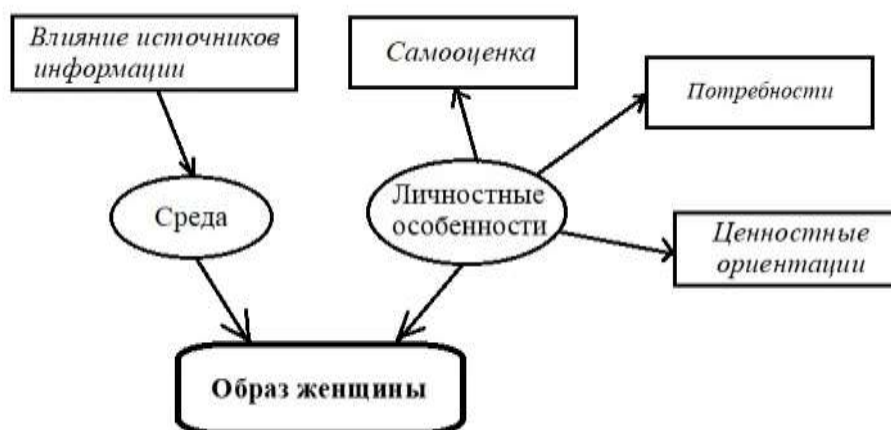 Влияние источников
информации
Самооценка
Потребности
Среда
Личностные
особенности
Ценностные
ориентации
Образ женщины